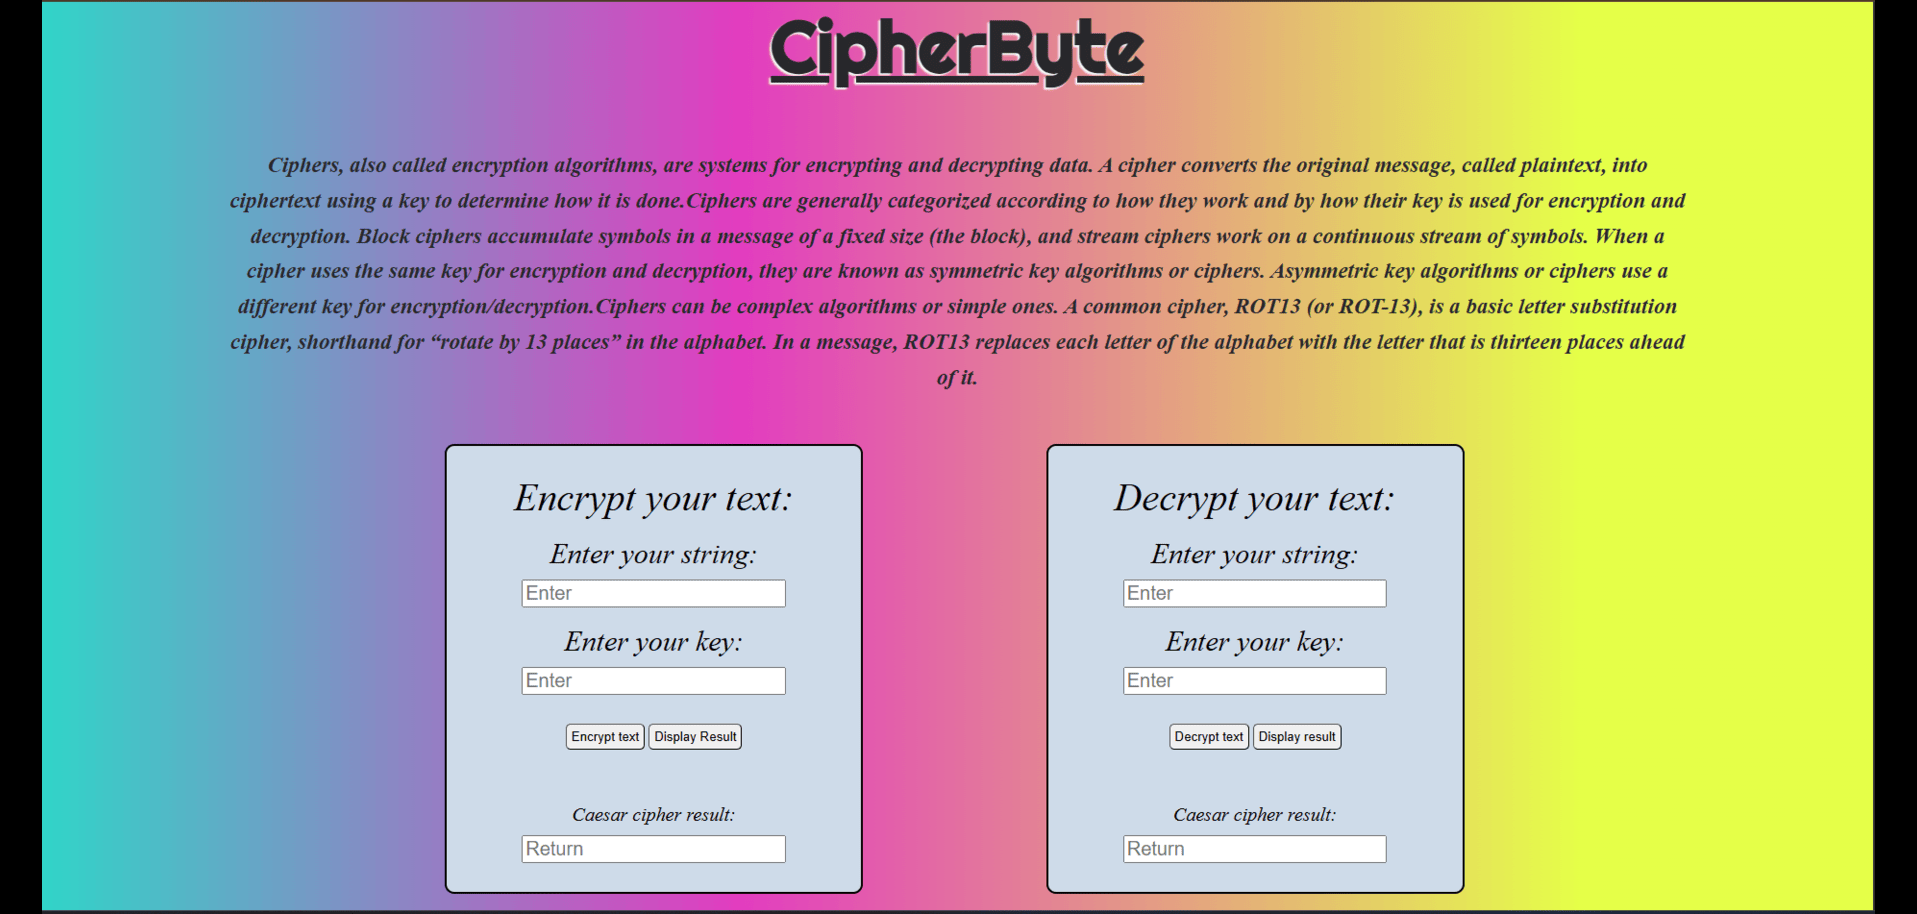 CipherByte
Ciphers, also called encryption algorithms, are systems for encrypting and decrypting data. A cipher converts the original message, called plaintext, into
ciphertext using a key to determine how it is done.Ciphers are generally categorized according to how they work and by how their key is used for encryption and
decryption. Block ciphers accumulate symbols in a message of a fixed size (the block), and stream ciphers work on a continuous stream of symbols. When a
cipher uses the same key for encryption and decryption, they are known as symmetric key algorithms or ciphers. Asymmetric key algorithms or ciphers use a
different key for encryption/decryption.Ciphers can be complex algorithms or simple ones. A common cipher, ROT13 (or ROT-13), is a basic letter substitution
cipher, shorthand for “rotate by 13 places” in the alphabet. In a message, ROT13 replaces each letter of the alphabet with the letter that is thirteen places ahead
of it.
Encrypt your text:
Enter your string:
Enter
Enter your key:
Enter
Encrypt text Display Result
Caesar cipher result:
Return
Decrypt your text:
Enter your string:
Enter
Enter your key:
Enter
Decrypt text Display result
Caesar cipher result:
Return